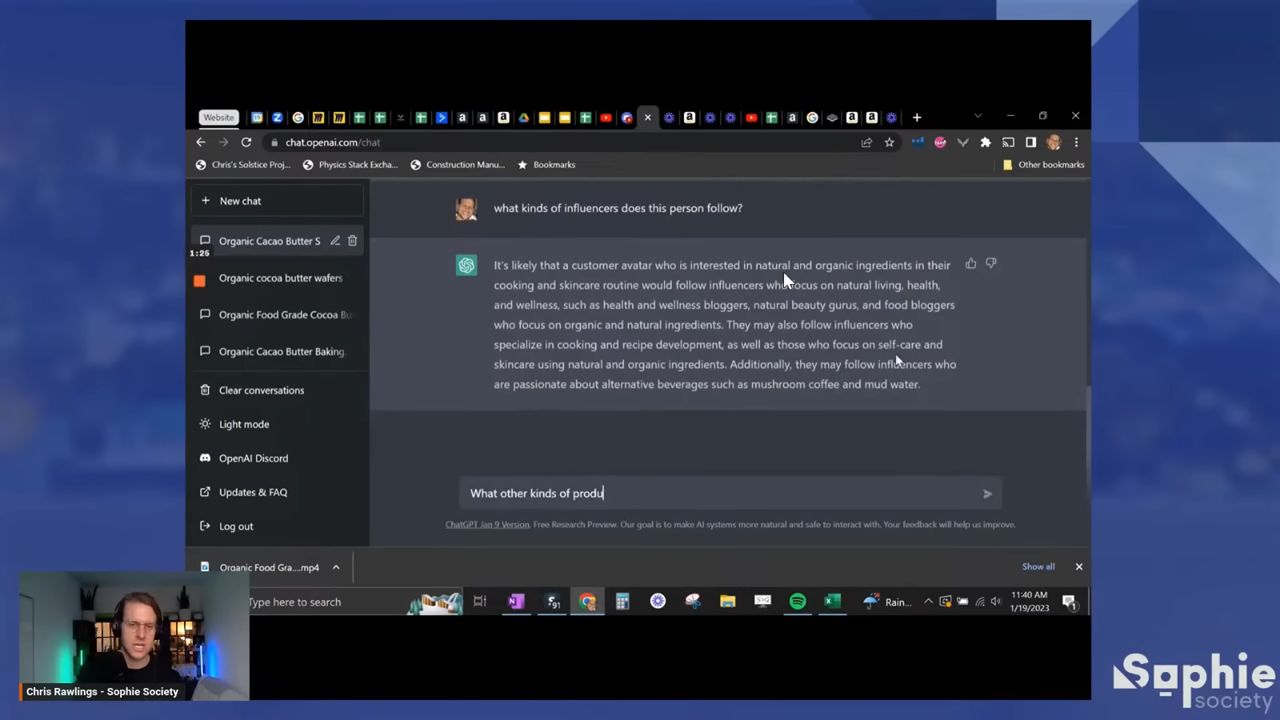 Website
chat.openai.com/chat
Chris's Solstice Proj...
Physics Stack Excha...
Construction Manu...
Bookmarks
Other bookmarks
New chat
Organic Cacao Butter S
1:25
Organic cocoa butter wafers
Organic Food Grade Cocoa Bu
Organic Cacao Butter Baking
Clear conversations
Light mode
OpenAI Discord
Updates & FAQ
Log out
what kinds of influencers does this person follow?
It's likely that a customer avatar who is interested in natural and organic ingredients in their
cooking and skincare routine would follow influencers who focus on natural living, health,
and wellness, such as health and wellness bloggers, natural beauty gurus, and food bloggers
who focus on organic and natural ingredients. They may also follow influencers who
specialize in cooking and recipe development, as well as those who focus on self-care and
skincare using natural and organic ingredients. Additionally, they may follow influencers who
are passionate about alternative beverages such as mushroom coffee and mud water.
What other kinds of produ
ChatGPT Jan 9 Version. Free Research Preview. Our goal is to make AI systems more natural and safe to interact with. Your feedback will help us improve.
Organic Food Gra....mp4
Show all
Type here to search
91
Rain...
11:40 AM
1/19/2023
1
Chris Rawlings - Sophie Society
Sophie
society